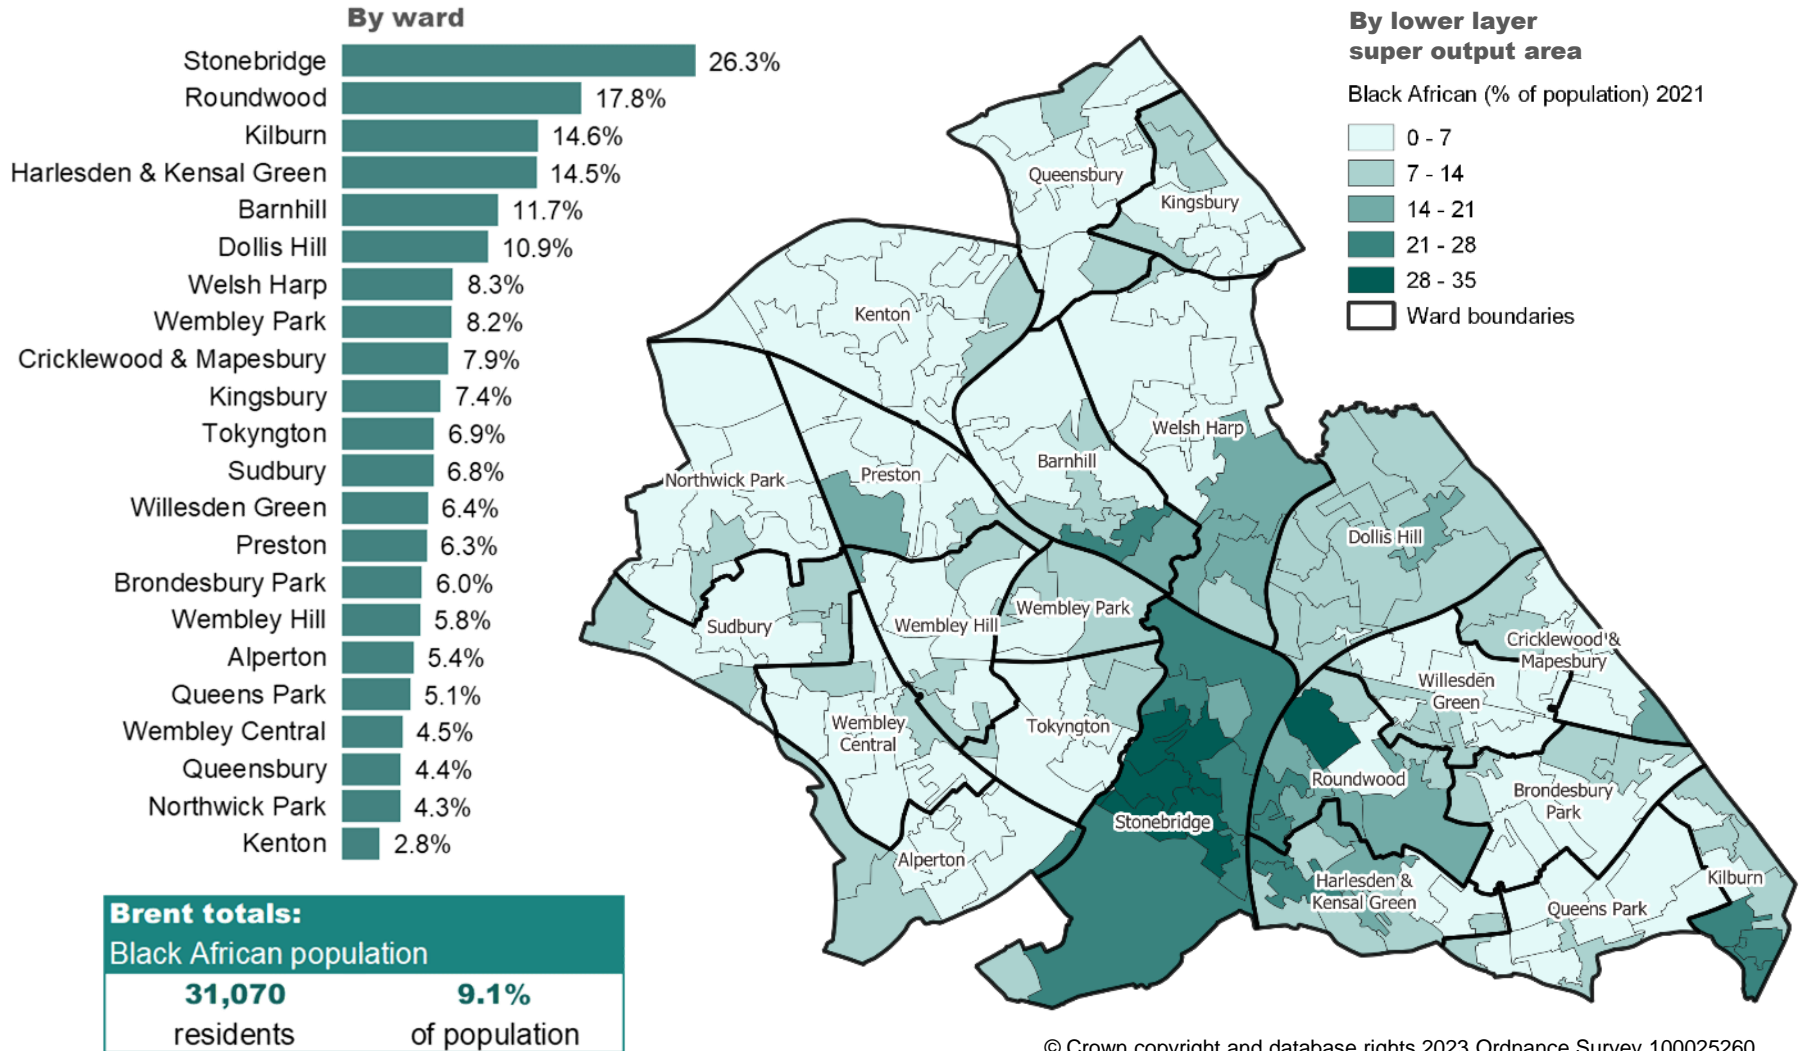 By ward
Stonebridge 26.3%
Roundwood 17.8%
Kilburn 14.6%
Harlesden & Kensal Green 14.5%
Barnhill 11.7%
Dollis Hill 10.9%
Welsh Harp 8.3%
Wembley Park 8.2%
Cricklewood & Mapesbury 7.9%
Kingsbury 7.4%
Tokyngton 6.9%
Sudbury 6.8%
Willesden Green 6.4%
Preston 6.3%
Brondesbury Park 6.0%
Wembley Hill 5.8%
Alperton 5.4%
Queens Park 5.1%
Wembley Central 4.5%
Queensbury 4.4%
Northwick Park 4.3%
Kenton 2.8%
Brent totals:
Black African population
31,070 9.1%
residents of population
By lower layer
super output area
Black African (% of population) 2021
0 - 7
7 - 14
14 - 21
21 - 28
28 - 35
Ward boundaries
Queensbury
Kingsbury
Kenton
Welsh Harp
Barnhill
Preston
Northwick Park
Dollis Hill
Wembley Park
Wembley Hill
Sudbury
Cricklewood &
Mapesbury
Willesden
Green
Wembley
Central
Tokyngton
Roundwood
Brondesbury
Park
Stonebridge
Alperton
Harlesden &
Kensal Green
Kilburn
Queens Park
© Crown copyright and database rights 2023 Ordnance Survey 100025260